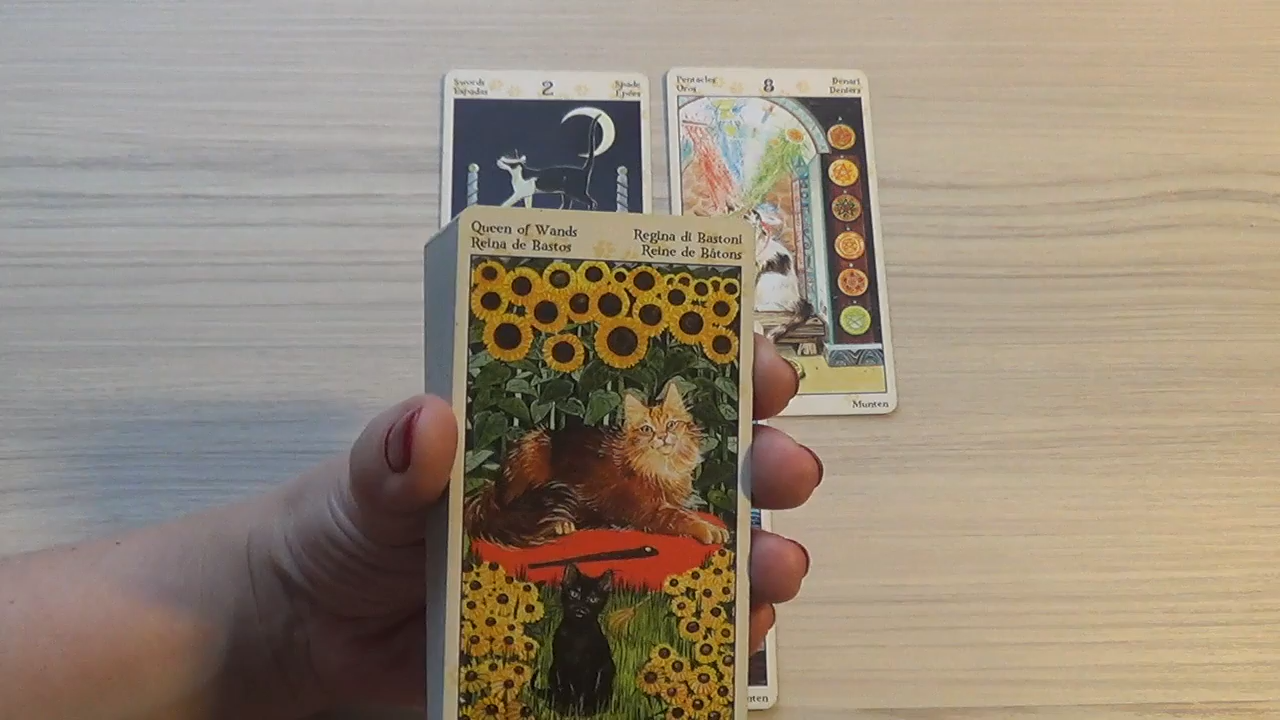 Swords
Espadas
2
Spade
Épées
Pentacles
Oros
8
Denari
Deniers
Munten
Queen of Wands
Reina de Bastos
Regina di Bastoni
Reine de Bâtons